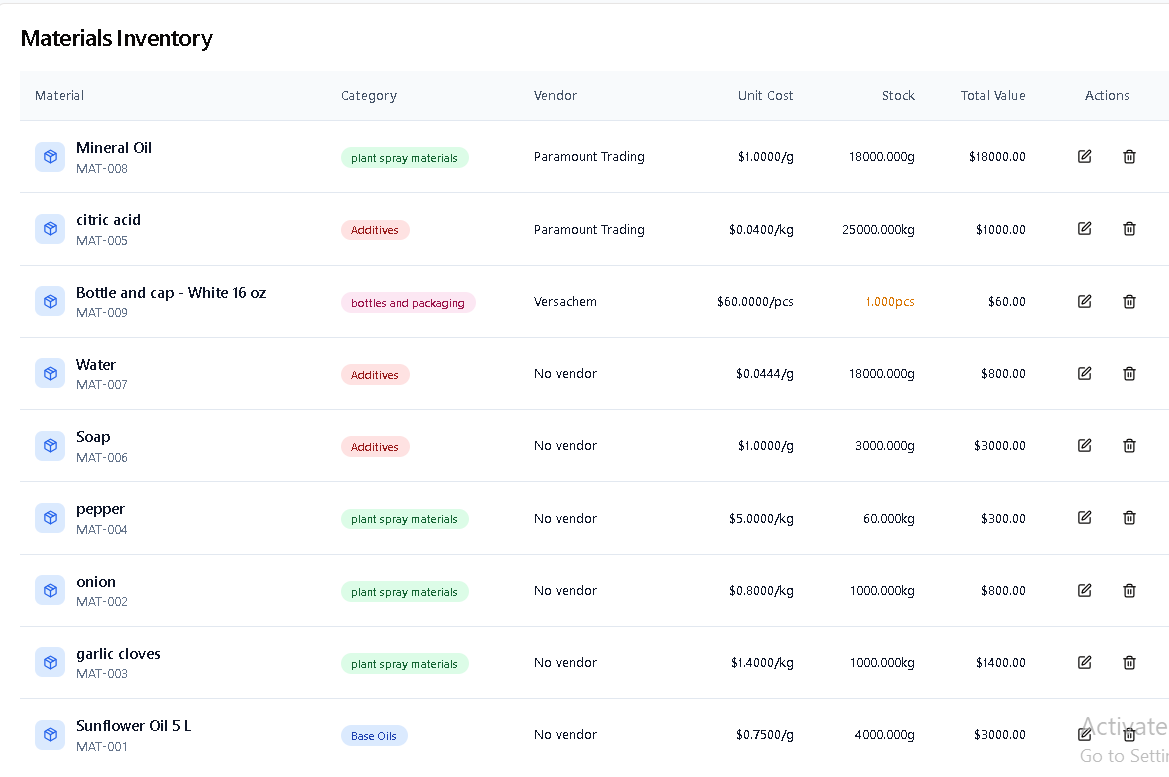 Materials Inventory
Material Category Vendor Unit Cost Stock Total Value Actions
Mineral Oil
MAT-008
plant spray materials Paramount Trading $1.0000/g 18000.000g $18000.00
citric acid
MAT-005
Additives Paramount Trading $0.0400/kg 25000.000kg $1000.00
Bottle and cap - White 16 oz
MAT-009
bottles and packaging Versachem $60.0000/pcs 1.000pcs $60.00
Water
MAT-007
Additives No vendor $0.0444/g 18000.000g $800.00
Soap
MAT-006
Additives No vendor $1.0000/g 3000.000g $3000.00
pepper
MAT-004
plant spray materials No vendor $5.0000/kg 60.000kg $300.00
onion
MAT-002
plant spray materials No vendor $0.8000/kg 1000.000kg $800.00
garlic cloves
MAT-003
plant spray materials No vendor $1.4000/kg 1000.000kg $1400.00
Sunflower Oil 5 L
MAT-001
Base Oils No vendor $0.7500/g 4000.000g $3000.00
Activate
Go to Settin